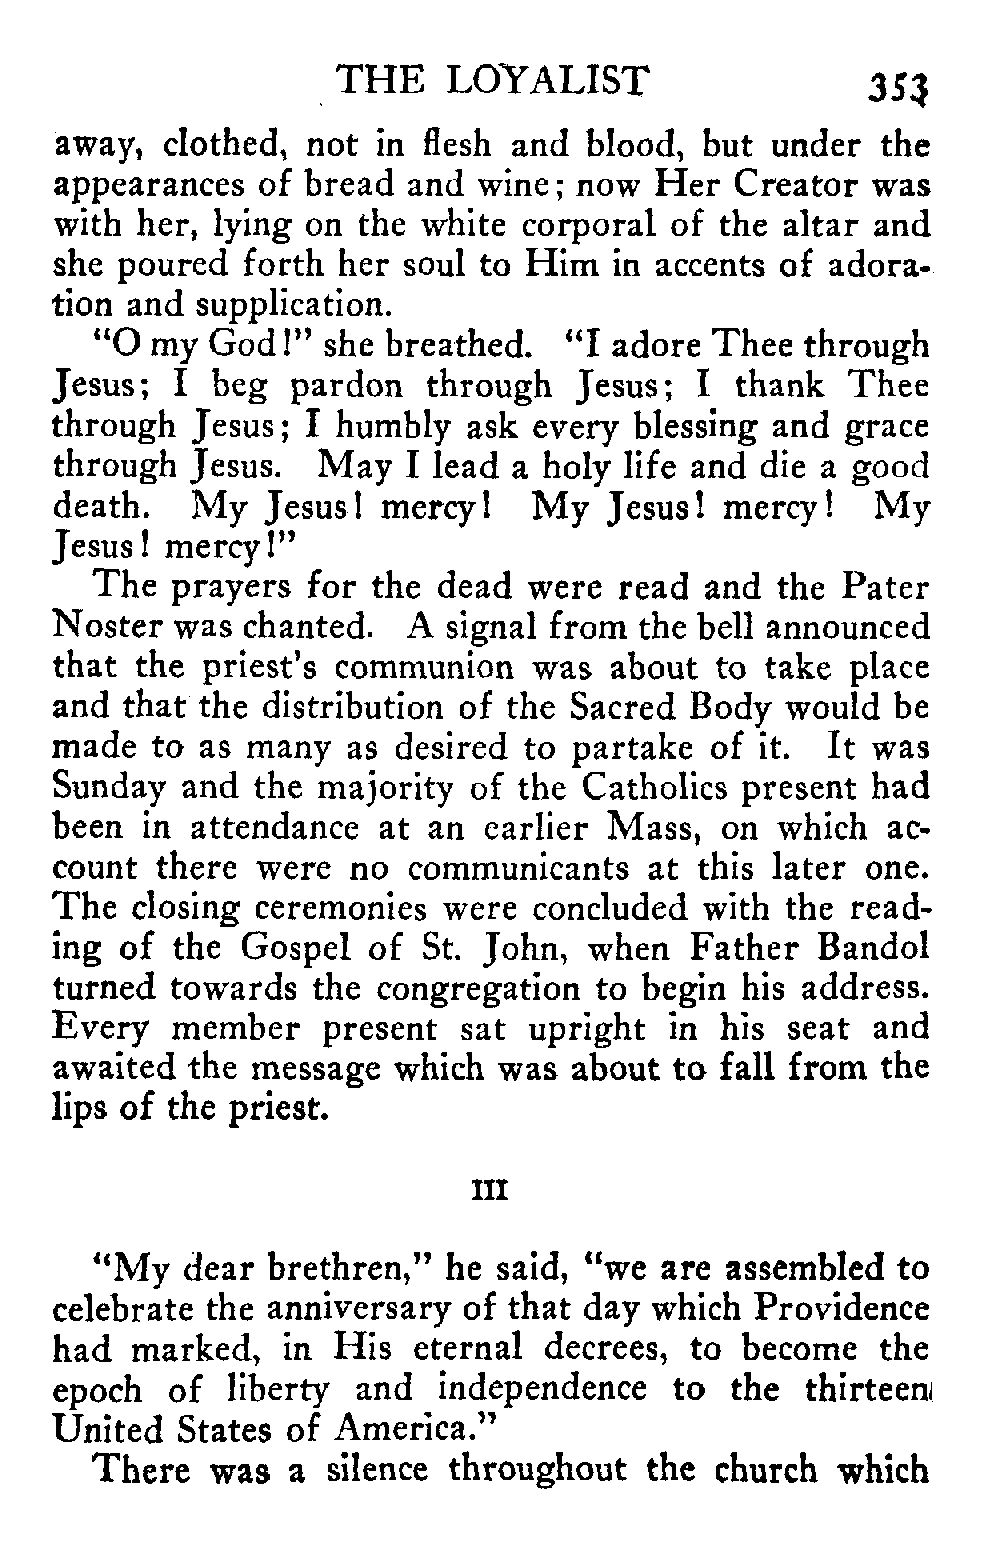 THE LOYALIST 353
away, clothed, not in flesh and blood, but under the
appearances of bread and wine; now Her Creator was
with her, lying on the white corporal of the altar and
she poured forth her soul to Him in accents of adora-
tion and supplication.
"O my God!" she breathed. "I adore Thee through
Jesus; I beg pardon through Jesus; I thank Thee
through Jesus; I humbly ask every blessing and grace
through Jesus. May I lead a holy life and die a good
death. My Jesus! mercy! My Jesus! mercy! My
Jesus! mercy!"
The prayers for the dead were read and the Pater
Noster was chanted. A signal from the bell announced
that the priest's communion was about to take place
and that the distribution of the Sacred Body would be
made to as many as desired to partake of it. It was
Sunday and the majority of the Catholics present had
been in attendance at an earlier Mass, on which ac-
count there were no communicants at this later one.
The closing ceremonies were concluded with the read-
ing of the Gospel of St. John, when Father Bandol
turned towards the congregation to begin his address.
Every member present sat upright in his seat and
awaited the message which was about to fall from the
lips of the priest.
III
"My dear brethren," he said, "we are assembled to
celebrate the anniversary of that day which Providence
had marked, in His eternal decrees, to become the
epoch of liberty and independence to the thirteen
United States of America."
There was a silence throughout the church which